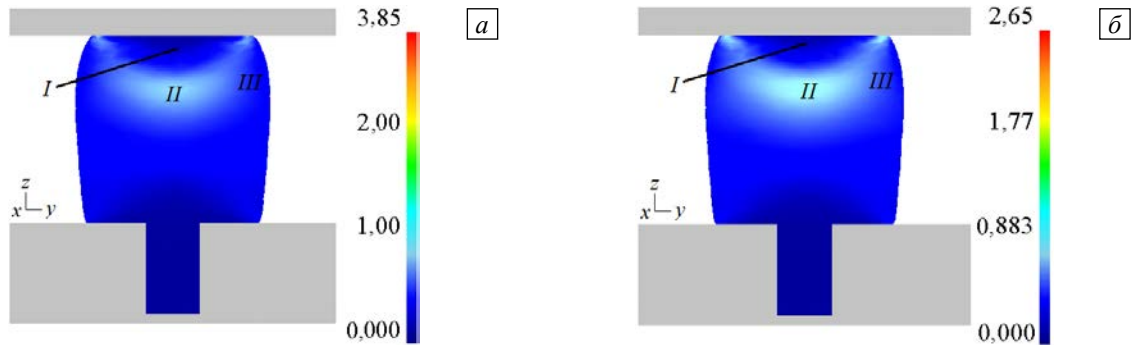 3,85
а
I
II
III
2,00
z
x
y
1,00
0,000
2,65
б
I
II
III
1,77
z
x
y
0,883
0,000